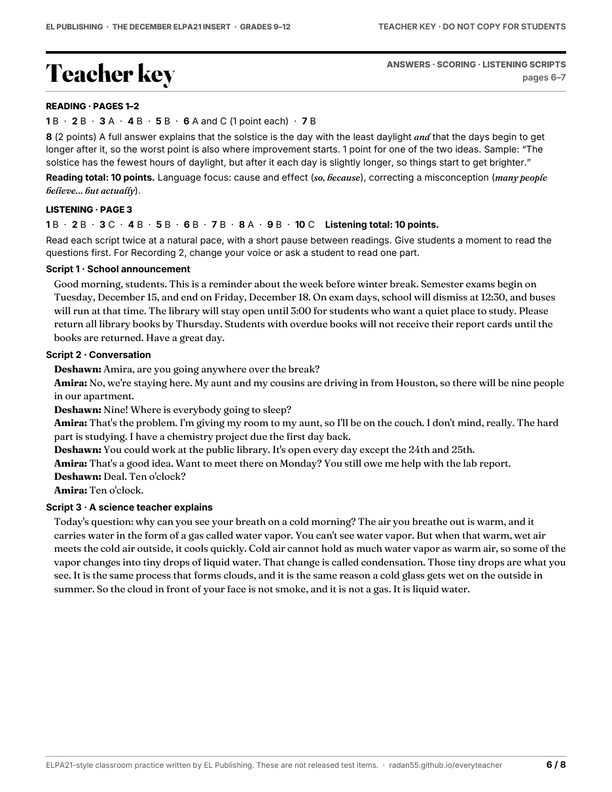 EL PUBLISHING · THE DECEMBER ELPA21 INSERT · GRADES 9–12
TEACHER KEY · DO NOT COPY FOR STUDENTS
Teacher key
ANSWERS · SCORING · LISTENING SCRIPTS
pages 6–7
READING · PAGES 1–2
1 B · 2 B · 3 A · 4 B · 5 B · 6 A and C (1 point each) · 7 B
8 (2 points) A full answer explains that the solstice is the day with the least daylight and that the days begin to get
longer after it, so the worst point is also where improvement starts. 1 point for one of the two ideas. Sample: “The
solstice has the fewest hours of daylight, but after it each day is slightly longer, so things start to get brighter.”
Reading total: 10 points. Language focus: cause and effect (so, because), correcting a misconception (many people
believe... but actually).
LISTENING · PAGE 3
1 B · 2 B · 3 C · 4 B · 5 B · 6 B · 7 B · 8 A · 9 B · 10 C Listening total: 10 points.
Read each script twice at a natural pace, with a short pause between readings. Give students a moment to read the
questions first. For Recording 2, change your voice or ask a student to read one part.
Script 1 · School announcement
Good morning, students. This is a reminder about the week before winter break. Semester exams begin on
Tuesday, December 15, and end on Friday, December 18. On exam days, school will dismiss at 12:30, and buses
will run at that time. The library will stay open until 3:00 for students who want a quiet place to study. Please
return all library books by Thursday. Students with overdue books will not receive their report cards until the
books are returned. Have a great day.
Script 2 · Conversation
Deshawn: Amira, are you going anywhere over the break?
Amira: No, we're staying here. My aunt and my cousins are driving in from Houston, so there will be nine people
in our apartment.
Deshawn: Nine! Where is everybody going to sleep?
Amira: That's the problem. I'm giving my room to my aunt, so I'll be on the couch. I don't mind, really. The hard
part is studying. I have a chemistry project due the first day back.
Deshawn: You could work at the public library. It's open every day except the 24th and 25th.
Amira: That's a good idea. Want to meet there on Monday? You still owe me help with the lab report.
Deshawn: Deal. Ten o'clock?
Amira: Ten o'clock.
Script 3 · A science teacher explains
Today's question: why can you see your breath on a cold morning? The air you breathe out is warm, and it
carries water in the form of a gas called water vapor. You can't see water vapor. But when that warm, wet air
meets the cold air outside, it cools quickly. Cold air cannot hold as much water vapor as warm air, so some of the
vapor changes into tiny drops of liquid water. That change is called condensation. Those tiny drops are what you
see. It is the same process that forms clouds, and it is the same reason a cold glass gets wet on the outside in
summer. So the cloud in front of your face is not smoke, and it is not a gas. It is liquid water.
ELPA21-style classroom practice written by EL Publishing. These are not released test items. · radan55.github.io/everyteacher
6 / 8